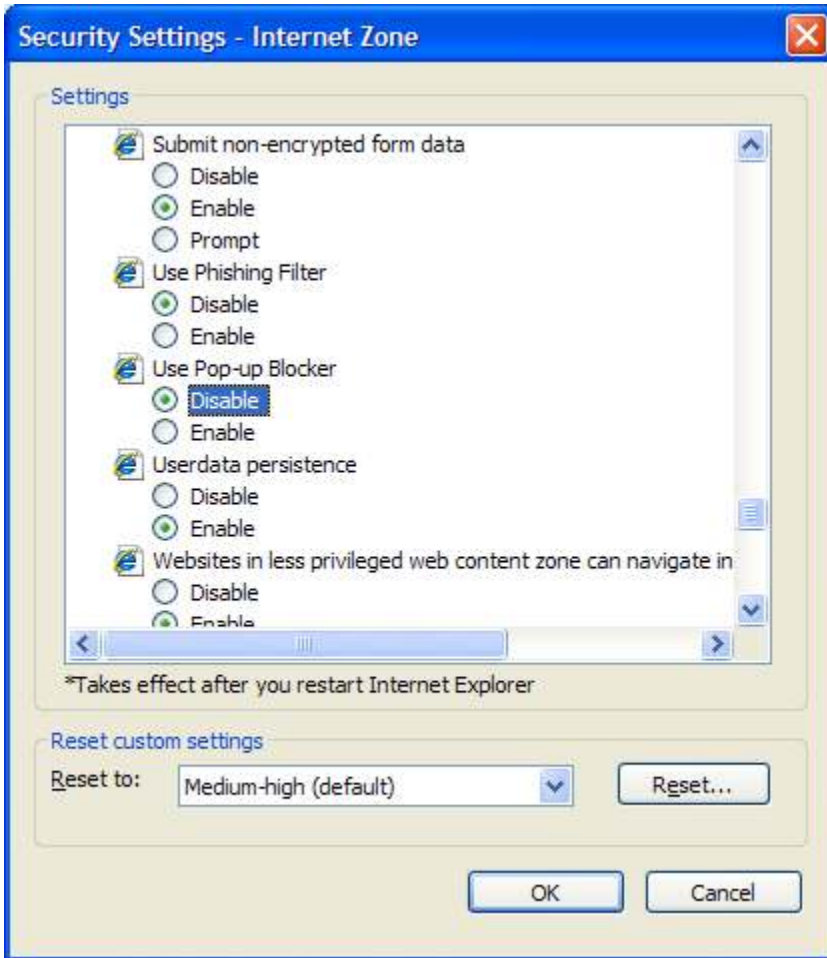 Security Settings - Internet Zone
Settings
Submit non-encrypted form data
Disable
Enable
Prompt
Use Phishing Filter
Disable
Enable
Use Pop-up Blocker
Disable
Enable
Userdata persistence
Disable
Enable
Websites in less privileged web content zone can navigate in
Disable
Enable
*Takes effect after you restart Internet Explorer
Reset custom settings
Reset to: Medium-high (default) Reset...
OK Cancel